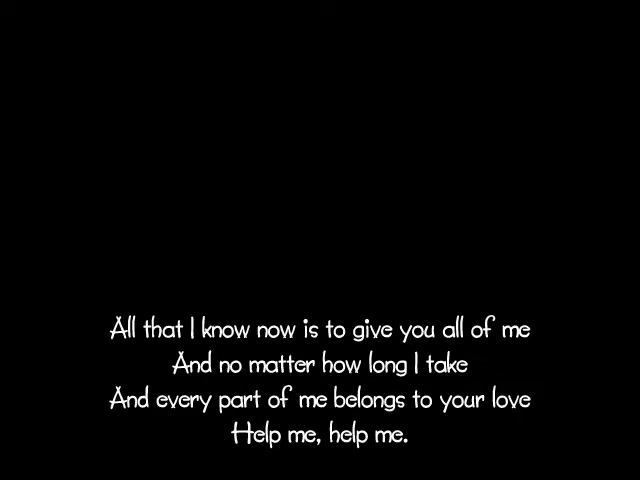 All that I know now is to give you all of me
And no matter how long I take
And every part of me belongs to your love
Help me, help me.